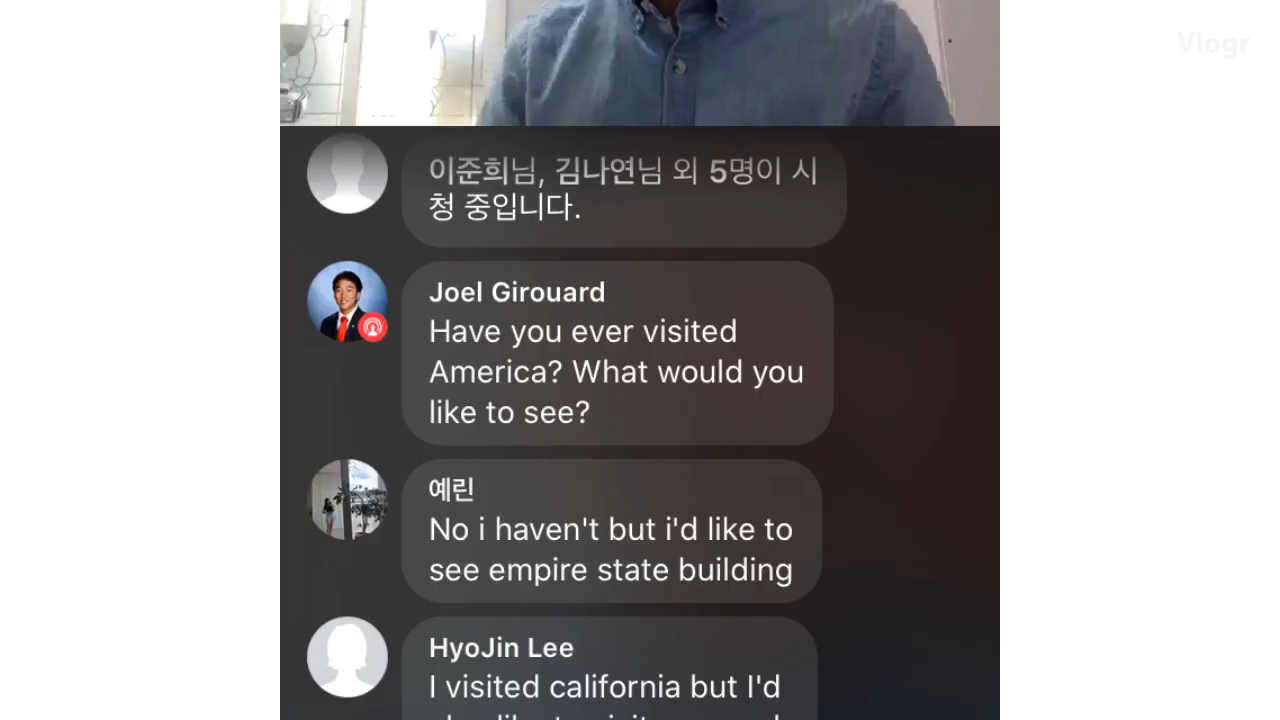 Vlogr
이준희님, 김나연님 외 5명이 시
청 중입니다.
Joel Girouard
Have you ever visited
America? What would you
like to see?
예린
No i haven't but i'd like to
see empire state building
HyoJin Lee
I visited california but I'd